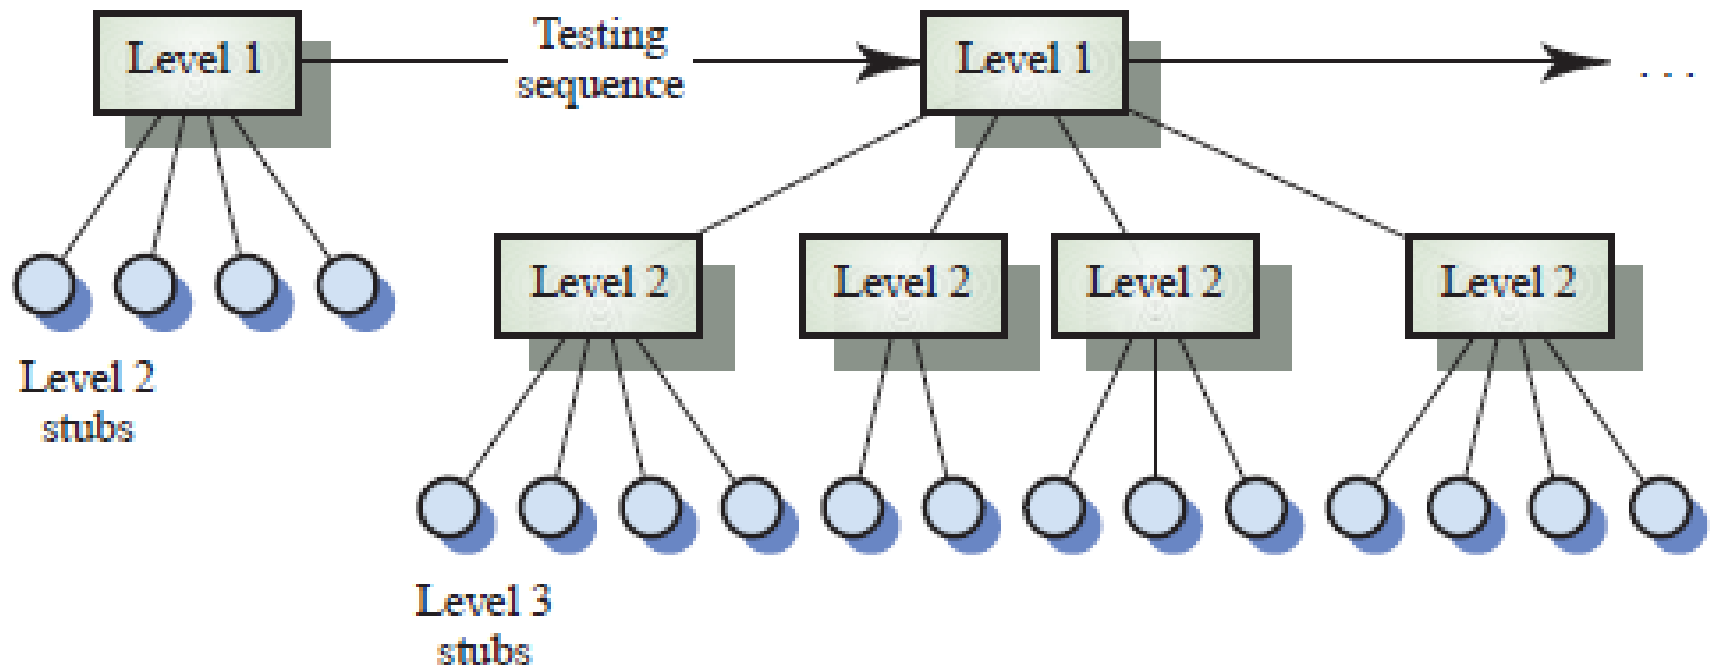 Level 1
Testing
sequence
Level 1
. . .
Level 2
Level 2
Level 2
Level 2
Level 2
stubs
Level 3
stubs